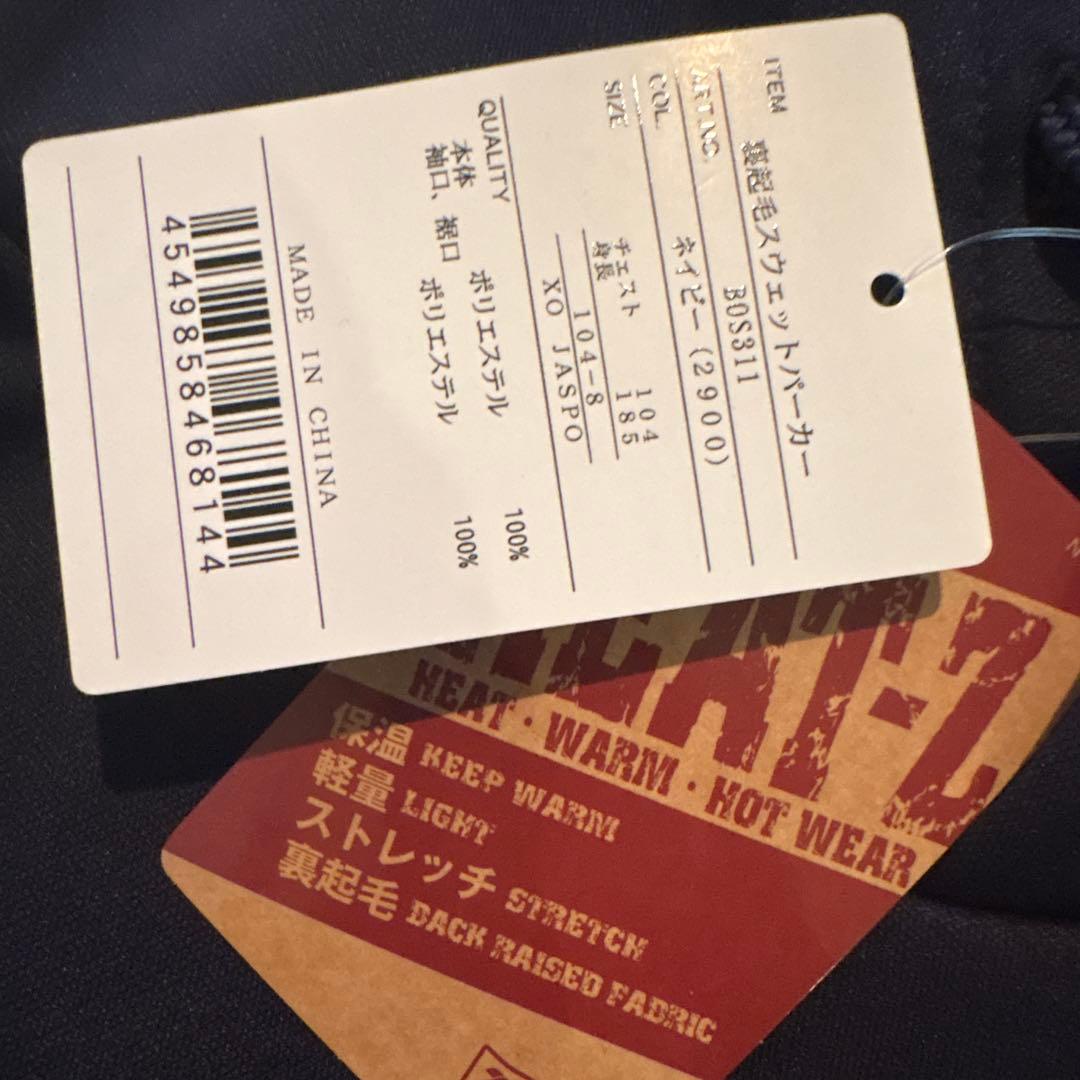 ITEM 裏起毛スウェットパーカー
ART NO. BOS311
COL. ネイビー(2900)
SIZE
チェスト 104
身長 185
104-8
XO JASPO
QUALITY
本体 ポリエステル 100%
袖口、裾口 ポリエステル 100%
MADE IN CHINA
4549858468144
HEAT-Z
HEAT・WARM・HOT WEAR
保温 KEEP WARM
軽量 LIGHT
ストレッチ STRETCH
裏起毛 BACK RAISED FABRIC